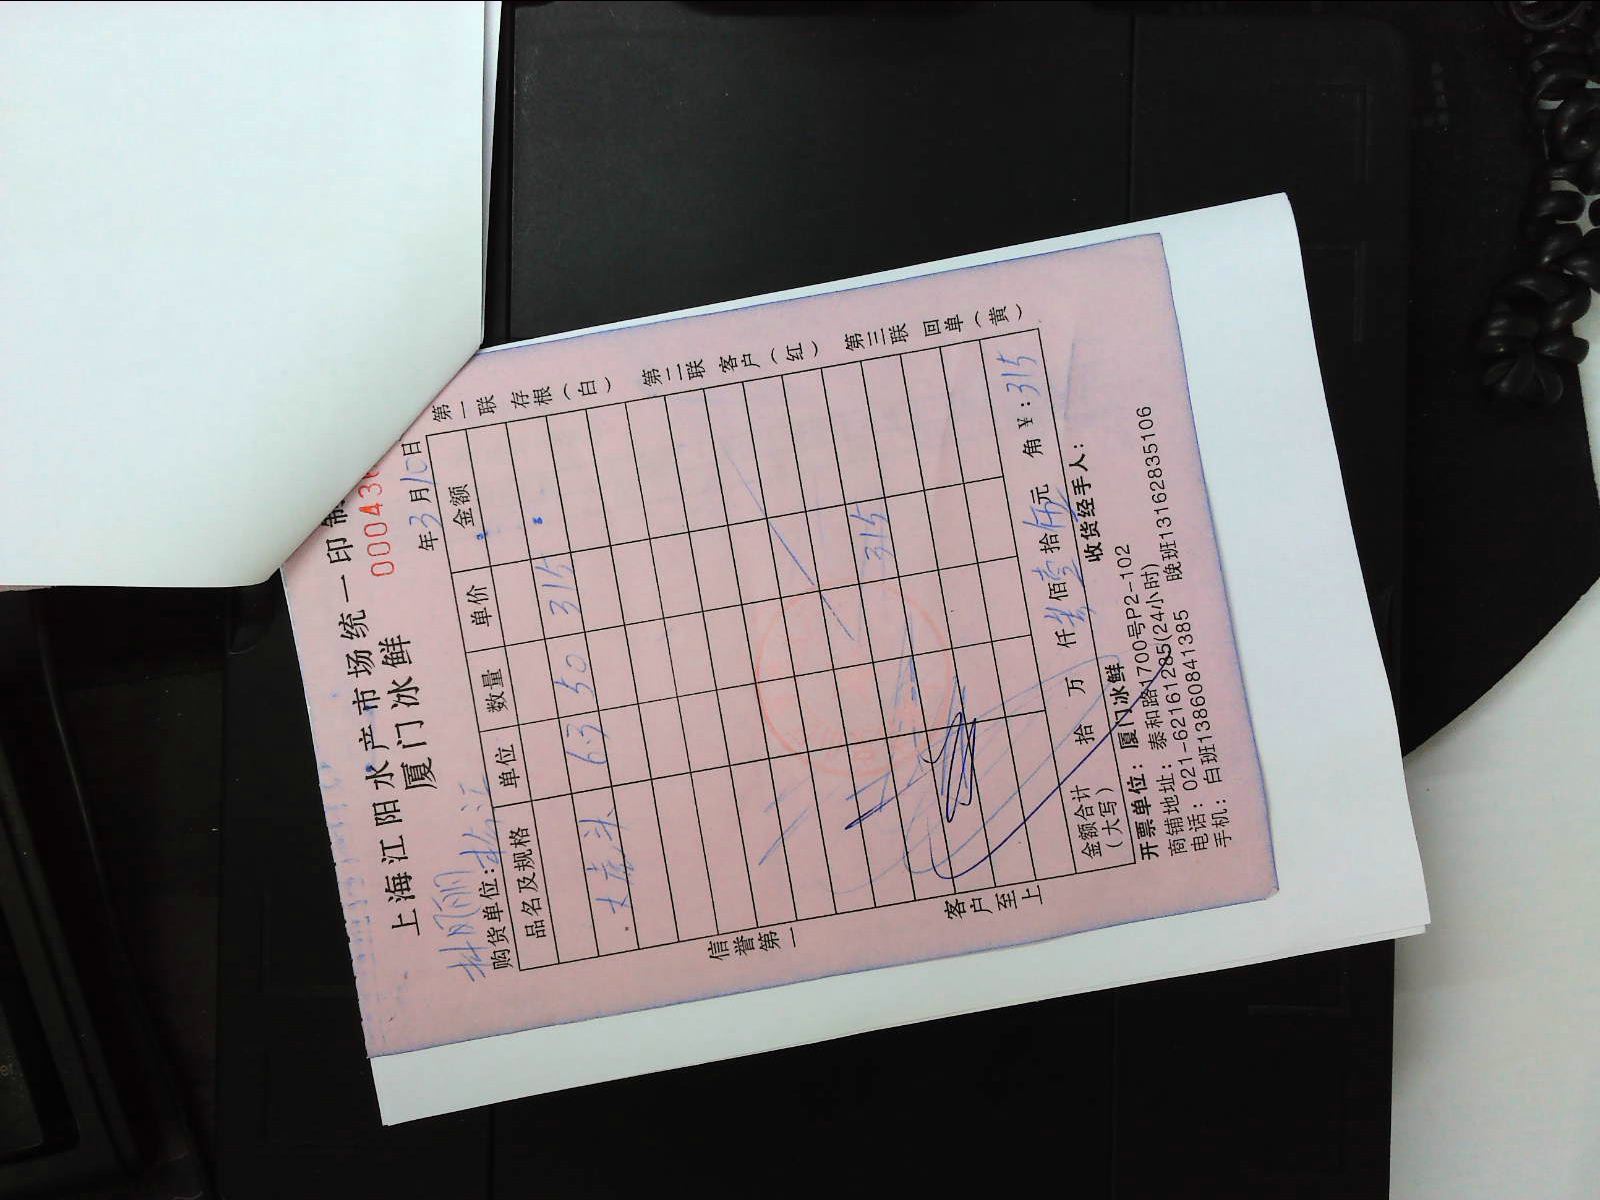 上海江阳水产市场统一印制
厦门冰鲜
00043
年3月10日
购货单位:
品名及规格 单位 数量 单价 金额
63 50 315
315
金额合计(大写) 拾 万 仟 佰壹拾伍元 角 ¥:315
开票单位:厦门冰鲜 收货经手人:
商铺地址:泰和路1700号P2-102
电话:021-62161285(24小时)
手机:白班13860841385 晚班13162835106
信誉第一
客户至上
第一联 存根(白)
第二联 客户(红)
第三联 回单(黄)